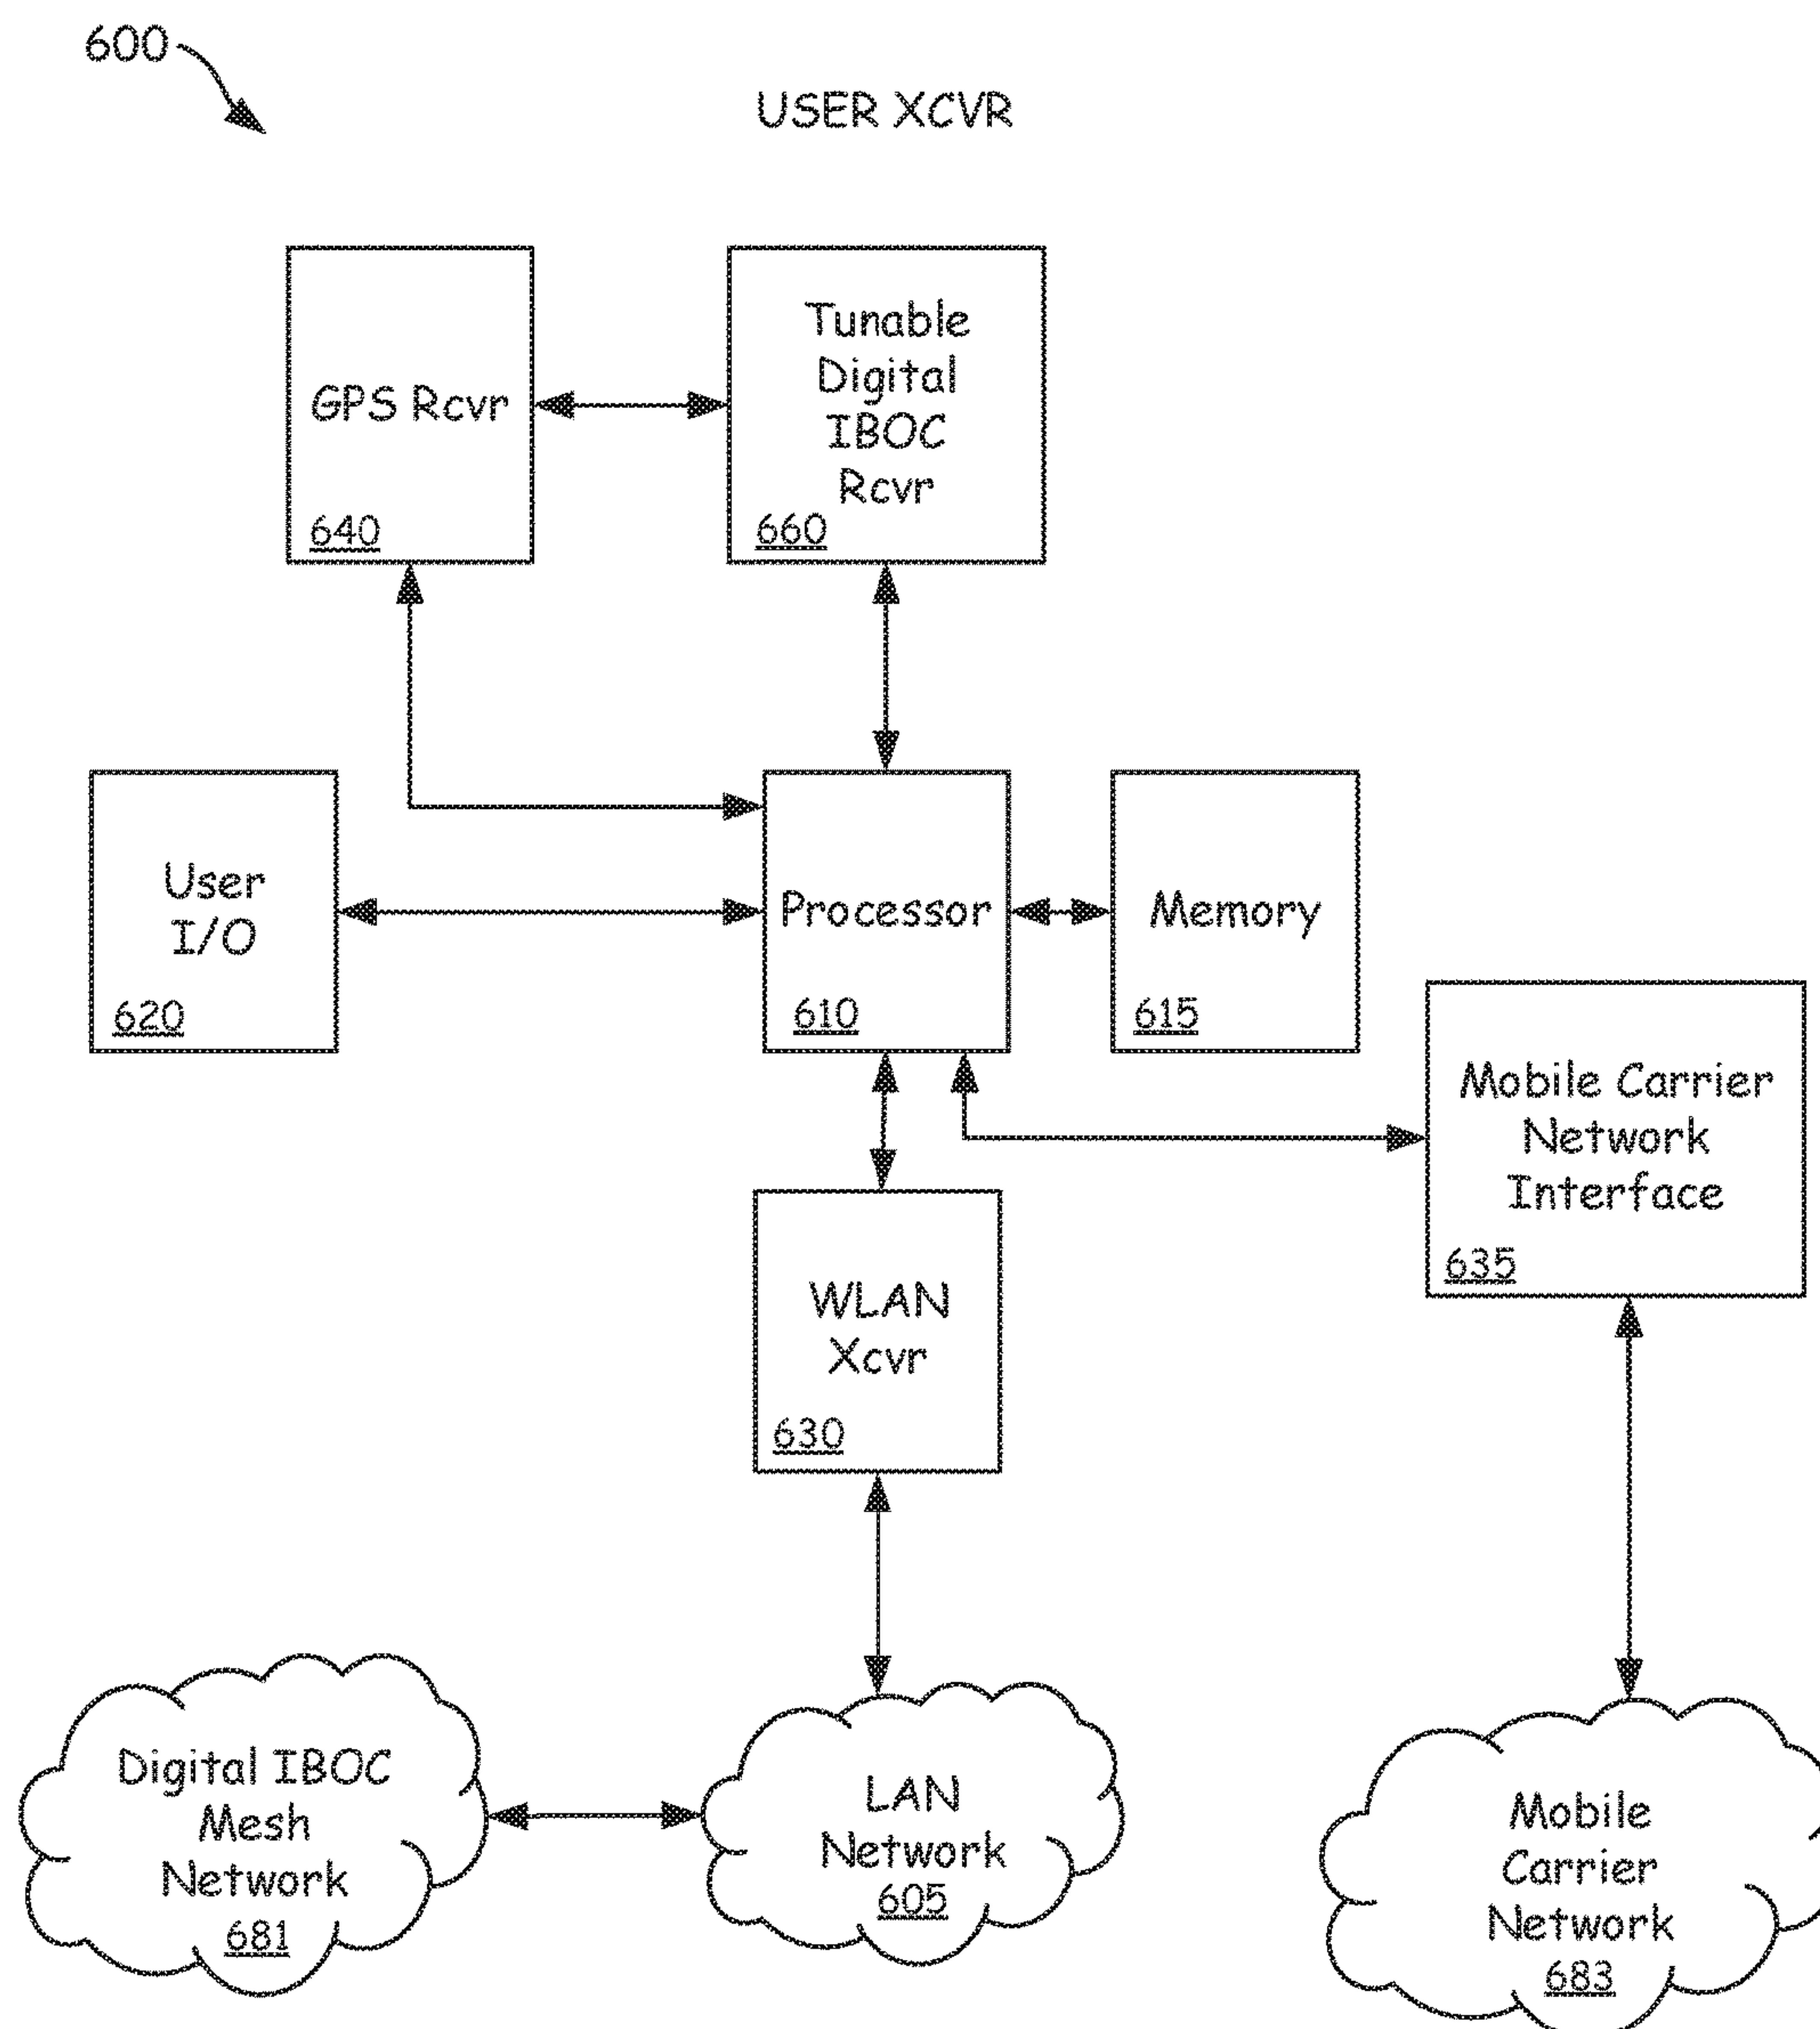 600
USER XCVR
GPS Rcvr
640
Tunable
Digital
IBOC
Rcvr
660
User
I/O
620
Processor
610
Memory
615
Mobile Carrier
Network
Interface
635
WLAN
Xcvr
630
Digital IBOC
Mesh
Network
681
LAN
Network
605
Mobile
Carrier
Network
683